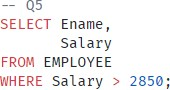 -- Q5
SELECT Ename,
       Salary
FROM EMPLOYEE
WHERE Salary > 2850;